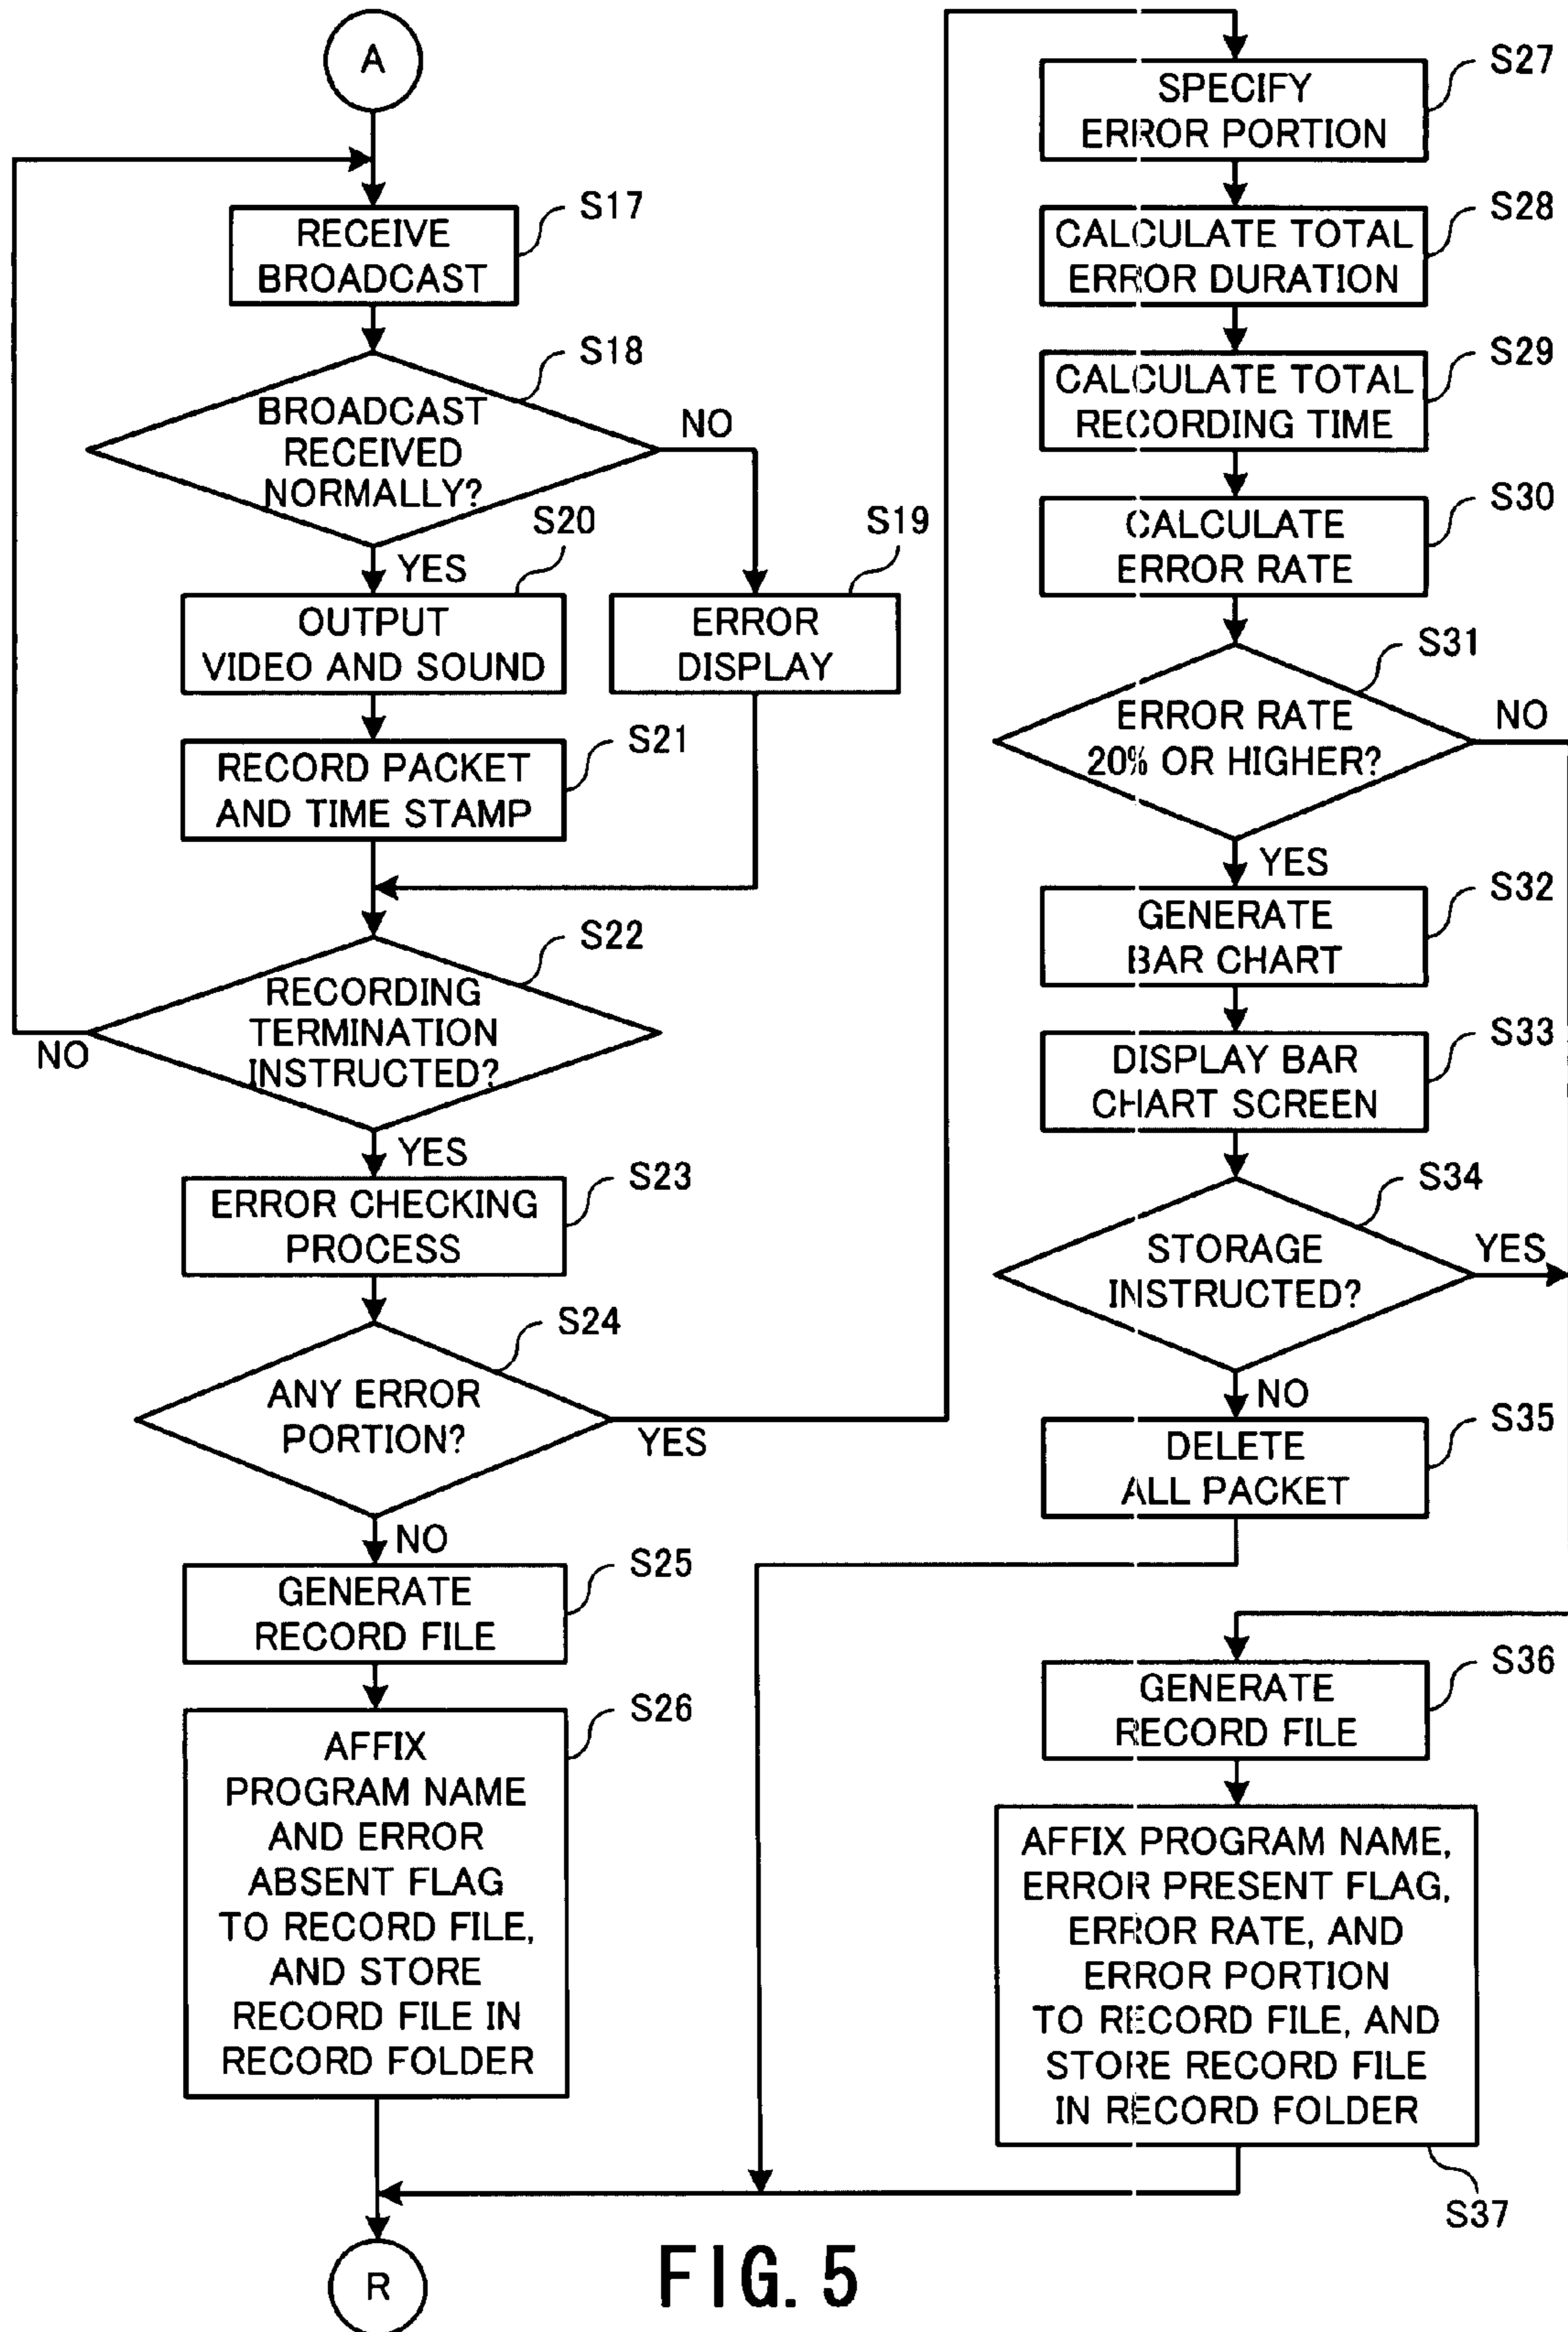 A
S17
RECEIVE
BROADCAST
S18
BROADCAST
RECEIVED
NORMALLY?
NO
YES
S20
OUTPUT
VIDEO AND SOUND
S19
ERROR
DISPLAY
S21
RECORD PACKET
AND TIME STAMP
S22
RECORDING
TERMINATION
INSTRUCTED?
NO
YES
S23
ERROR CHECKING
PROCESS
S24
ANY ERROR
PORTION?
YES
NO
S25
GENERATE
RECORD FILE
S26
AFFIX
PROGRAM NAME
AND ERROR
ABSENT FLAG
TO RECORD FILE,
AND STORE
RECORD FILE IN
RECORD FOLDER
R
S27
SPECIFY
ERROR PORTION
S28
CALCULATE TOTAL
ERROR DURATION
S29
CALCULATE TOTAL
RECORDING TIME
S30
CALCULATE
ERROR RATE
S31
ERROR RATE
20% OR HIGHER?
NO
YES
S32
GENERATE
BAR CHART
S33
DISPLAY BAR
CHART SCREEN
S34
STORAGE
INSTRUCTED?
YES
NO
S35
DELETE
ALL PACKET
S36
GENERATE
RECORD FILE
AFFIX PROGRAM NAME,
ERROR PRESENT FLAG,
ERROR RATE, AND
ERROR PORTION
TO RECORD FILE, AND
STORE RECORD FILE
IN RECORD FOLDER
S37
FIG. 5